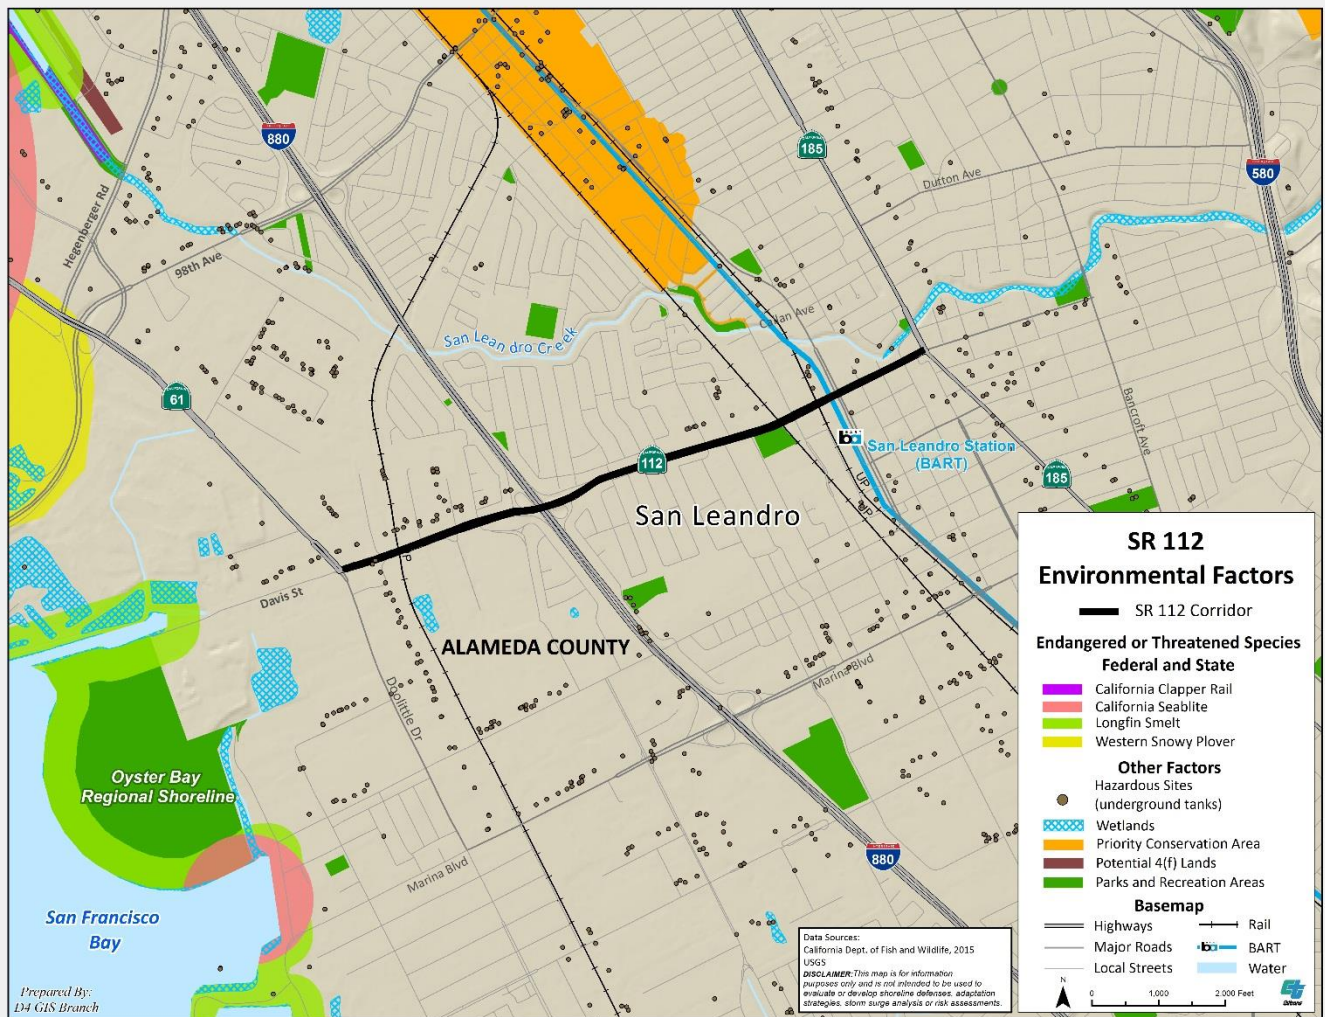 880
185
580
Dutton Ave
Hegenberger Rd
98th Ave
San Leandro Creek
Callan Ave
61
Bancroft Ave
112
San Leandro Station
(BART)
185
UP
UP
San Leandro
Davis St
ALAMEDA COUNTY
Doolittle Dr
Marina Blvd
Oyster Bay
Regional Shoreline
Marina Blvd
880
San Francisco
Bay
Prepared By:
D4 GIS Branch
SR 112
Environmental Factors
SR 112 Corridor
Endangered or Threatened Species
Federal and State
California Clapper Rail
California Seablite
Longfin Smelt
Western Snowy Plover
Other Factors
Hazardous Sites
(underground tanks)
Wetlands
Priority Conservation Area
Potential 4(f) Lands
Parks and Recreation Areas
Basemap
Highways
Rail
Major Roads
BART
Local Streets
Water
N
0 1,000 2,000 Feet
Data Sources:
California Dept. of Fish and Wildlife, 2015
USGS
DISCLAIMER: This map is for information
purposes only and is not intended to be used to
evaluate or develop shoreline defenses, adaptation
strategies, storm surge analysis or risk assessments.